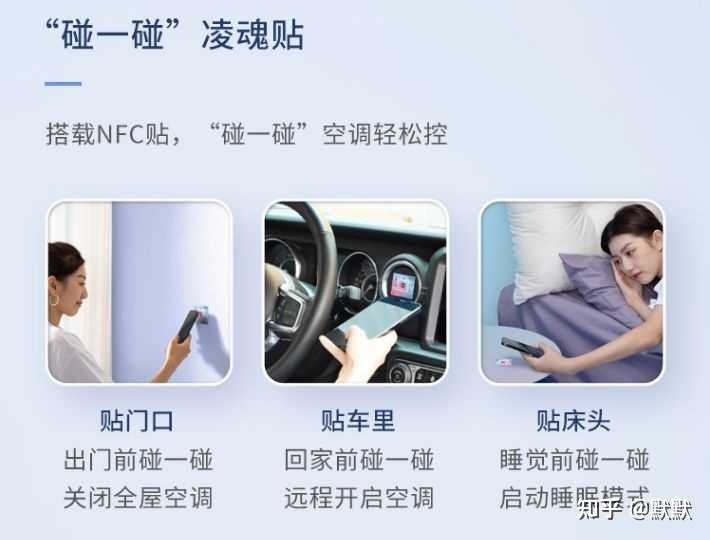 “碰一碰”凌魂贴
搭载NFC贴，“碰一碰”空调轻松控
贴门口
出门前碰一碰
关闭全屋空调
贴车里
回家前碰一碰
远程开启空调
贴床头
睡觉前碰一碰
启动睡眠模式
知乎 @默默